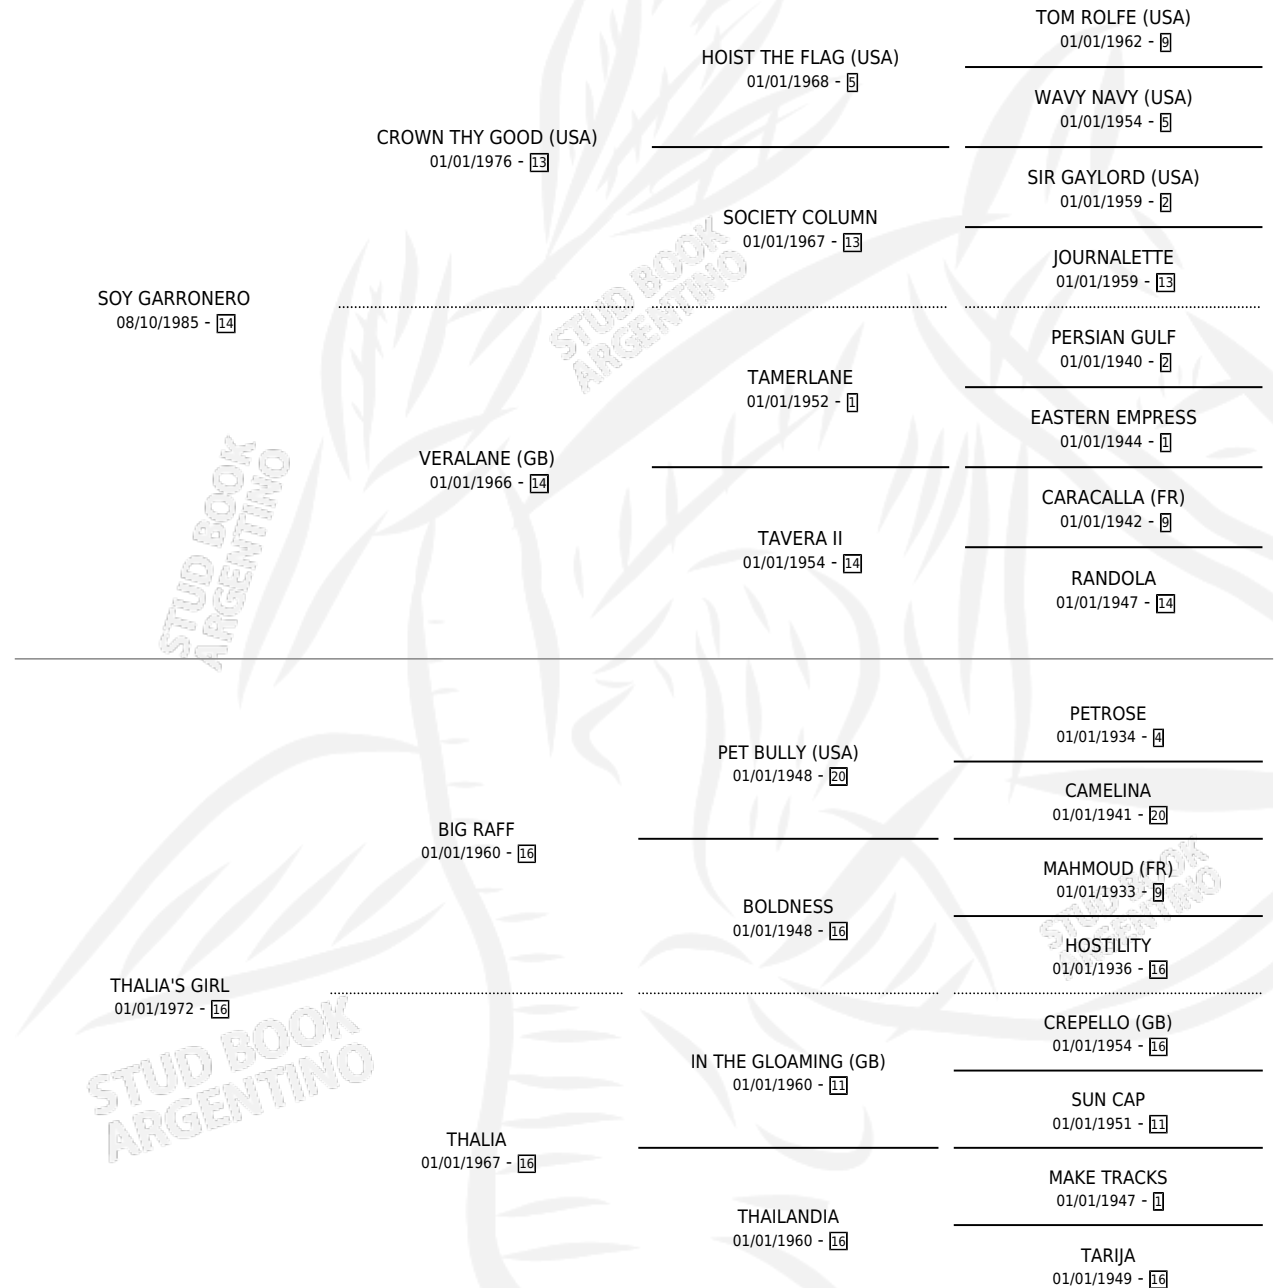 TOM ROLFE (USA)
01/01/1962 - 9
HOIST THE FLAG (USA)
01/01/1968 - 5
WAVY NAVY (USA)
01/01/1954 - 5
CROWN THY GOOD (USA)
01/01/1976 - 13
SIR GAYLORD (USA)
01/01/1959 - 2
SOCIETY COLUMN
01/01/1967 - 13
JOURNALETTE
01/01/1959 - 13
SOY GARRONERO
08/10/1985 - 14
PERSIAN GULF
01/01/1940 - 2
TAMERLANE
01/01/1952 - 1
EASTERN EMPRESS
01/01/1944 - 1
VERALANE (GB)
01/01/1966 - 14
CARACALLA (FR)
01/01/1942 - 9
TAVERA II
01/01/1954 - 14
RANDOLA
01/01/1947 - 14
STUD BOOK
ARGENTINO
STUD BOOK
ARGENTINO
PETROSE
01/01/1934 - 4
PET BULLY (USA)
01/01/1948 - 20
CAMELINA
01/01/1941 - 20
BIG RAFF
01/01/1960 - 16
MAHMOUD (FR)
01/01/1933 - 9
BOLDNESS
01/01/1948 - 16
HOSTILITY
01/01/1936 - 16
THALIA'S GIRL
01/01/1972 - 16
CREPELLO (GB)
01/01/1954 - 16
IN THE GLOAMING (GB)
01/01/1960 - 11
SUN CAP
01/01/1951 - 11
THALIA
01/01/1967 - 16
MAKE TRACKS
01/01/1947 - 1
THAILANDIA
01/01/1960 - 16
TARIJA
01/01/1949 - 16
STUD BOOK
ARGENTINO
STUD BOOK
ARGENTINO